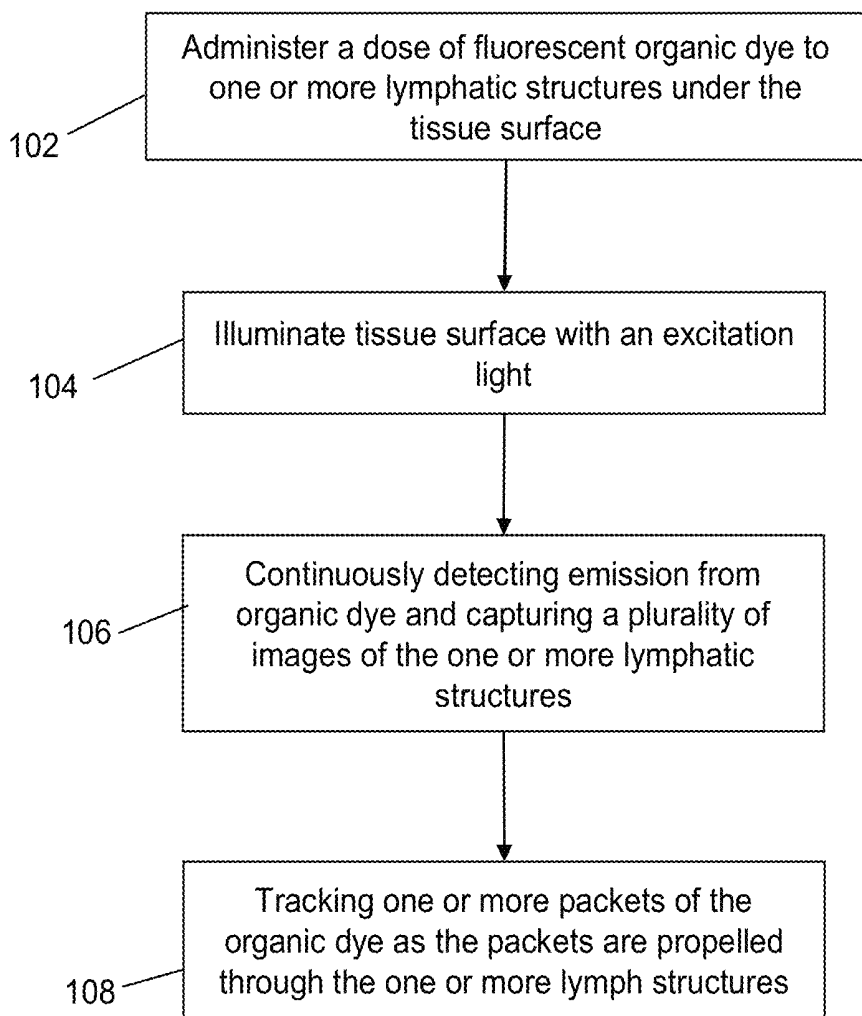 Administer a dose of fluorescent organic dye to
one or more lymphatic structures under the
tissue surface
102
Illuminate tissue surface with an excitation
light
104
Continuously detecting emission from
organic dye and capturing a plurality of
images of the one or more lymphatic
structures
106
Tracking one or more packets of the
organic dye as the packets are propelled
through the one or more lymph structures
108